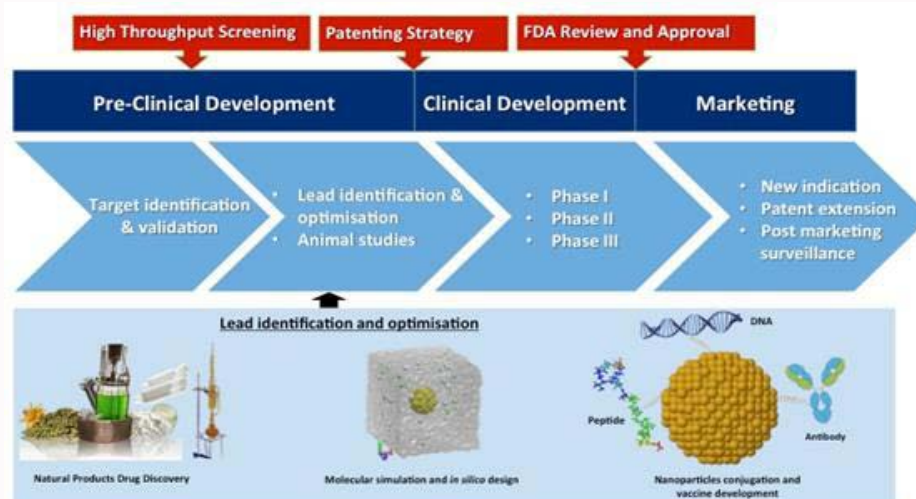 High Throughput Screening
Patenting Strategy
FDA Review and Approval
Pre-Clinical Development
Clinical Development
Marketing
Target identification
& validation
• Lead identification &
optimisation
• Animal studies
• Phase I
• Phase II
• Phase III
• New indication
• Patent extension
• Post marketing
surveillance
Lead identification and optimisation
DNA
Peptide
Antibody
Natural Products Drug Discovery
Molecular simulation and in silico design
Nanoparticles conjugation and
vaccine development